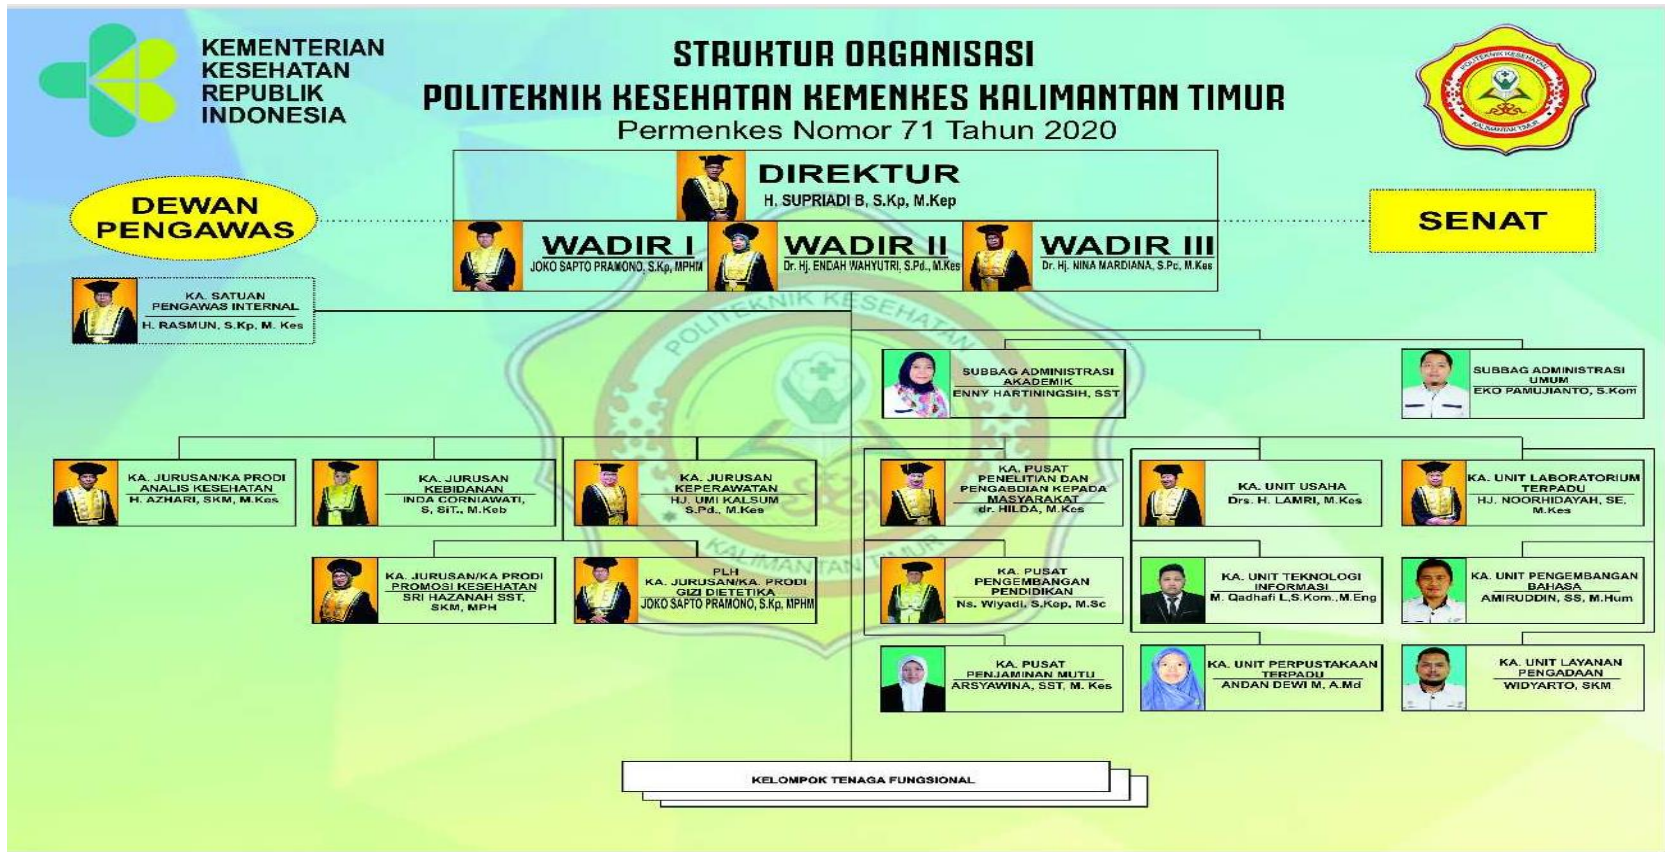 KEMENTERIAN
KESEHATAN
REPUBLIK
INDONESIA
STRUKTUR ORGANISASI
POLITEKNIK KESEHATAN KEMENKES KALIMANTAN TIMUR
Permenkes Nomor 71 Tahun 2020
POLITEKNIK KESEHATAN
KALIMANTAN TIMUR
DIREKTUR
H. SUPRIADI B, S.Kp, M.Kep
DEWAN
PENGAWAS
SENAT
WADIR I
JOKO SAPTO PRAMONO, S.Kp, MPHM
WADIR II
Dr. Hj. ENDAH WAHYUTRI, S.Pd., M.Kes
WADIR III
Dr. Hj. NINA MARDIANA, S.Pd, M.Kes
KA. SATUAN
PENGAWAS INTERNAL
H. RASMUN, S.Kp, M. Kes
POLITEKNIK KESEHATAN
KALIMANTAN TIMUR
SUBBAG ADMINISTRASI
AKADEMIK
ENNY HARTININGSIH, SST
SUBBAG ADMINISTRASI
UMUM
EKO PAMUJIANTO, S.Kom
KA. JURUSAN/KA PRODI
ANALIS KESEHATAN
H. AZHARI, SKM, M.Kes
KA. JURUSAN
KEBIDANAN
INDA CORNIAWATI,
S, SiT., M.Keb
KA. JURUSAN
KEPERAWATAN
HJ. UMI KALSUM
S.Pd., M.Kes
KA. PUSAT
PENELITIAN DAN
PENGABDIAN KEPADA
MASYARAKAT
dr. HILDA, M.Kes
KA. UNIT USAHA
Drs. H. LAMRI, M.Kes
KA. UNIT LABORATORIUM
TERPADU
HJ. NOORHIDAYAH, SE,
M.Kes
KA. JURUSAN/KA PRODI
PROMOSI KESEHATAN
SRI HAZANAH SST,
SKM, MPH
PLH
KA. JURUSAN/KA. PRODI
GIZI DIETETIKA
JOKO SAPTO PRAMONO, S.Kp, MPHM
KA. PUSAT
PENGEMBANGAN
PENDIDIKAN
Ns. Wiyadi, S.Kep, M.Sc
KA. UNIT TEKNOLOGI
INFORMASI
M. Qadhafi L,S.Kom.,M.Eng
KA. UNIT PENGEMBANGAN
BAHASA
AMIRUDDIN, SS, M.Hum
KA. PUSAT
PENJAMINAN MUTU
ARSYAWINA, SST, M. Kes
KA. UNIT PERPUSTAKAAN
TERPADU
ANDAN DEWI M, A.Md
KA. UNIT LAYANAN
PENGADAAN
WIDYARTO, SKM
KELOMPOK TENAGA FUNGSIONAL